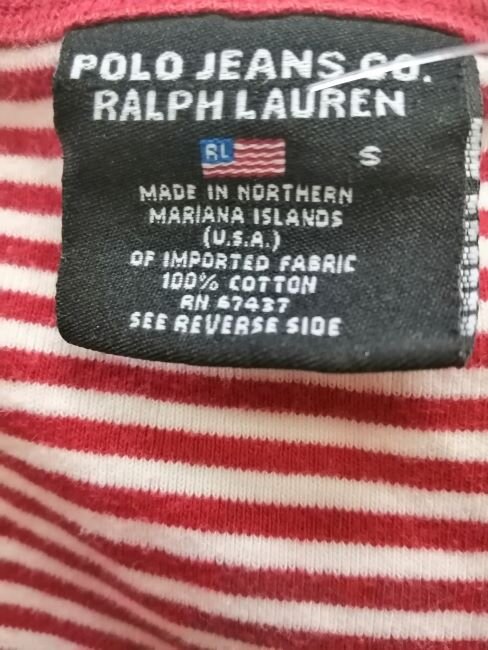 POLO JEANS CO.
RALPH LAUREN
RL S
MADE IN NORTHERN
MARIANA ISLANDS
(U.S.A.)
OF IMPORTED FABRIC
100% COTTON
RN 67437
SEE REVERSE SIDE